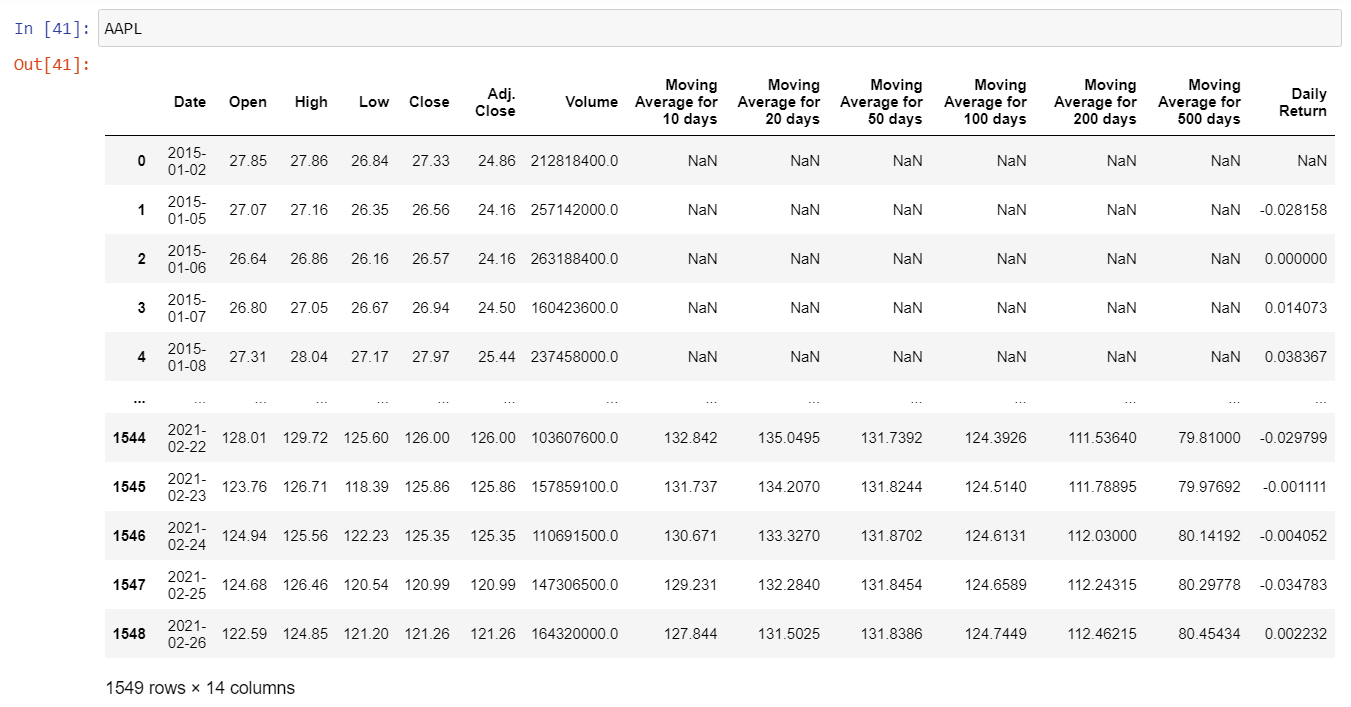 In [41]: AAPL
Out[41]:
Date Open High Low Close Adj. Close Volume Moving Average for 10 days Moving Average for 20 days Moving Average for 50 days Moving Average for 100 days Moving Average for 200 days Moving Average for 500 days Daily Return
0 2015-01-02 27.85 27.86 26.84 27.33 24.86 212818400.0 NaN NaN NaN NaN NaN NaN NaN
1 2015-01-05 27.07 27.16 26.35 26.56 24.16 257142000.0 NaN NaN NaN NaN NaN NaN -0.028158
2 2015-01-06 26.64 26.86 26.16 26.57 24.16 263188400.0 NaN NaN NaN NaN NaN NaN 0.000000
3 2015-01-07 26.80 27.05 26.67 26.94 24.50 160423600.0 NaN NaN NaN NaN NaN NaN 0.014073
4 2015-01-08 27.31 28.04 27.17 27.97 25.44 237458000.0 NaN NaN NaN NaN NaN NaN 0.038367
... ... ... ... ... ... ... ... ... ... ... ... ... ... ...
1544 2021-02-22 128.01 129.72 125.60 126.00 126.00 103607600.0 132.842 135.0495 131.7392 124.3926 111.53640 79.81000 -0.029799
1545 2021-02-23 123.76 126.71 118.39 125.86 125.86 157859100.0 131.737 134.2070 131.8244 124.5140 111.78895 79.97692 -0.001111
1546 2021-02-24 124.94 125.56 122.23 125.35 125.35 110691500.0 130.671 133.3270 131.8702 124.6131 112.03000 80.14192 -0.004052
1547 2021-02-25 124.68 126.46 120.54 120.99 120.99 147306500.0 129.231 132.2840 131.8454 124.6589 112.24315 80.29778 -0.034783
1548 2021-02-26 122.59 124.85 121.20 121.26 121.26 164320000.0 127.844 131.5025 131.8386 124.7449 112.46215 80.45434 0.002232
1549 rows × 14 columns